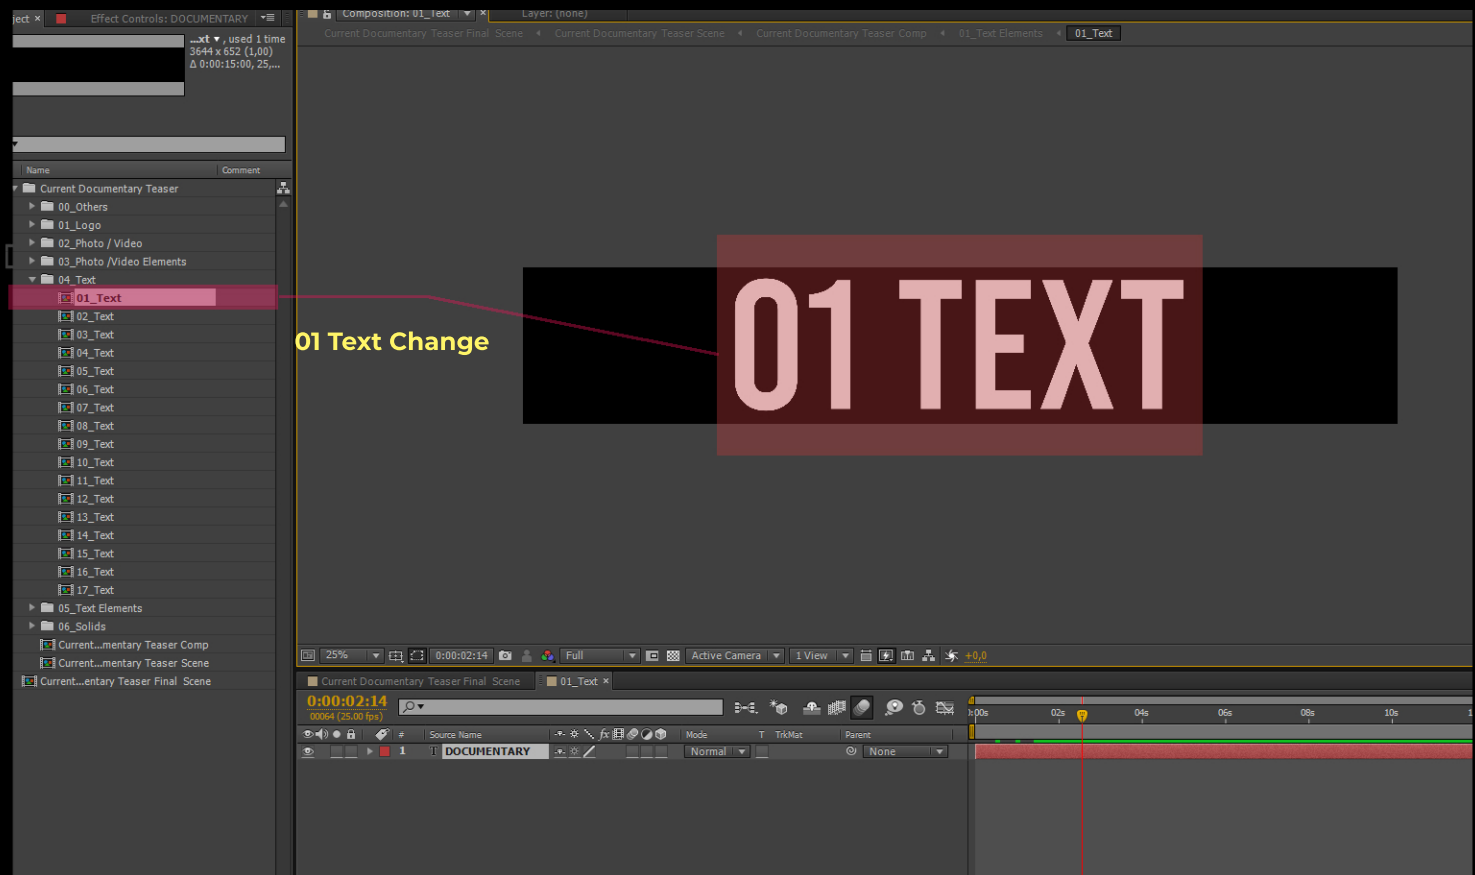 ject ×
Effect Controls: DOCUMENTARY
...xt ▾ , used 1 time
3644 x 652 (1,00)
Δ 0:00:15:00, 25,...
Name
Comment
Current Documentary Teaser
00_Others
01_Logo
02_Photo / Video
03_Photo /Video Elements
04_Text
01_Text
02_Text
03_Text
04_Text
05_Text
06_Text
07_Text
08_Text
09_Text
10_Text
11_Text
12_Text
13_Text
14_Text
15_Text
16_Text
17_Text
05_Text Elements
06_Solids
Current...mentary Teaser Comp
Current...mentary Teaser Scene
Current...entary Teaser Final Scene
Composition: 01_Text
Layer: (none)
Current Documentary Teaser Final Scene
Current Documentary Teaser Scene
Current Documentary Teaser Comp
01_Text Elements
01_Text
01 TEXT
01 Text Change
25%
0:00:02:14
Full
Active Camera
1 View
+0,0
Current Documentary Teaser Final Scene
01_Text ×
0:00:02:14
00064 (25.00 fps)
#
Source Name
fx
Mode
T TrkMat
Parent
1
T
DOCUMENTARY
Normal
None
00s
02s
04s
06s
08s
10s